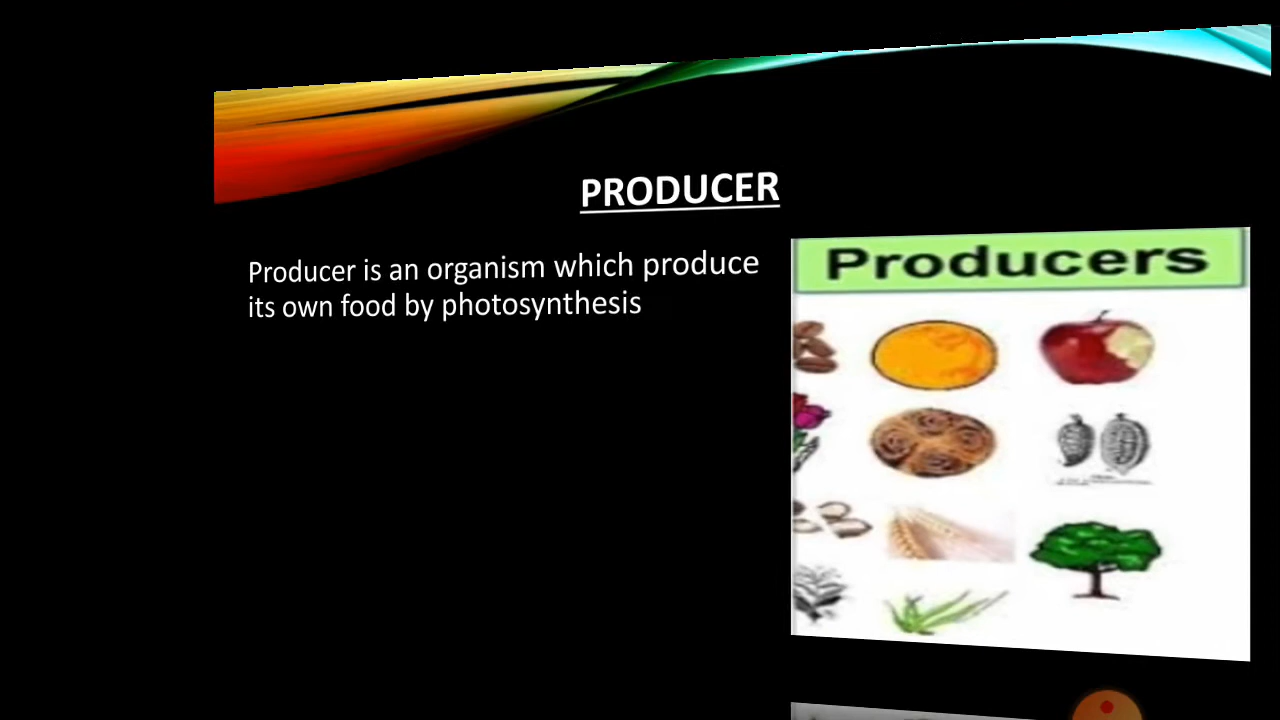 PRODUCER
Producer is an organism which produce
its own food by photosynthesis
Producers